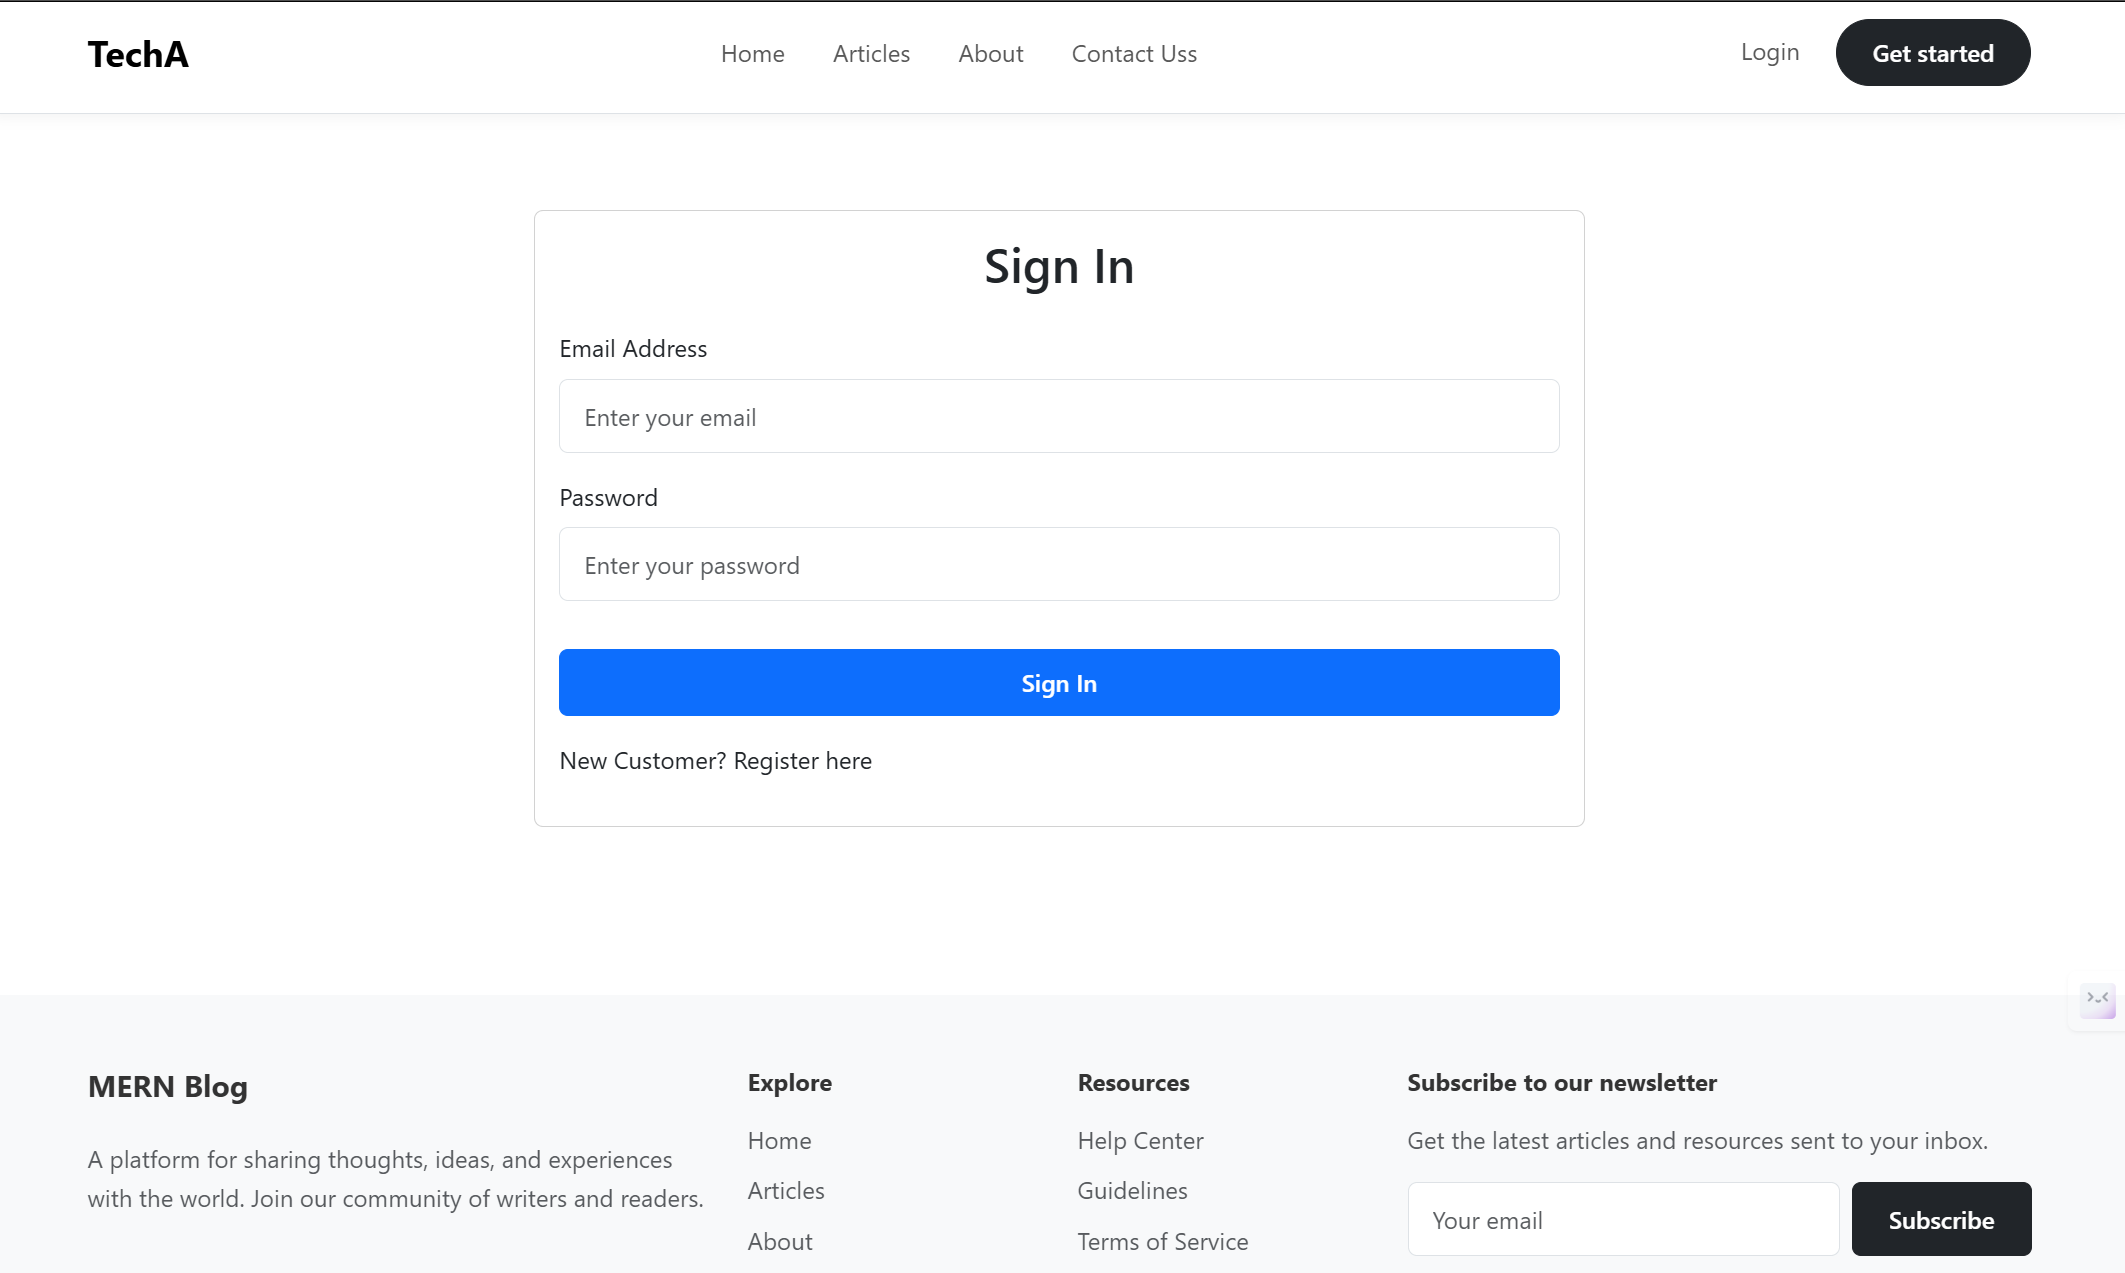 TechA
Home
Articles
About
Contact Uss
Login
Get started
Sign In
Email Address
Enter your email
Password
Enter your password
Sign In
New Customer? Register here
MERN Blog
A platform for sharing thoughts, ideas, and experiences
with the world. Join our community of writers and readers.
Explore
Home
Articles
About
Resources
Help Center
Guidelines
Terms of Service
Subscribe to our newsletter
Get the latest articles and resources sent to your inbox.
Your email
Subscribe